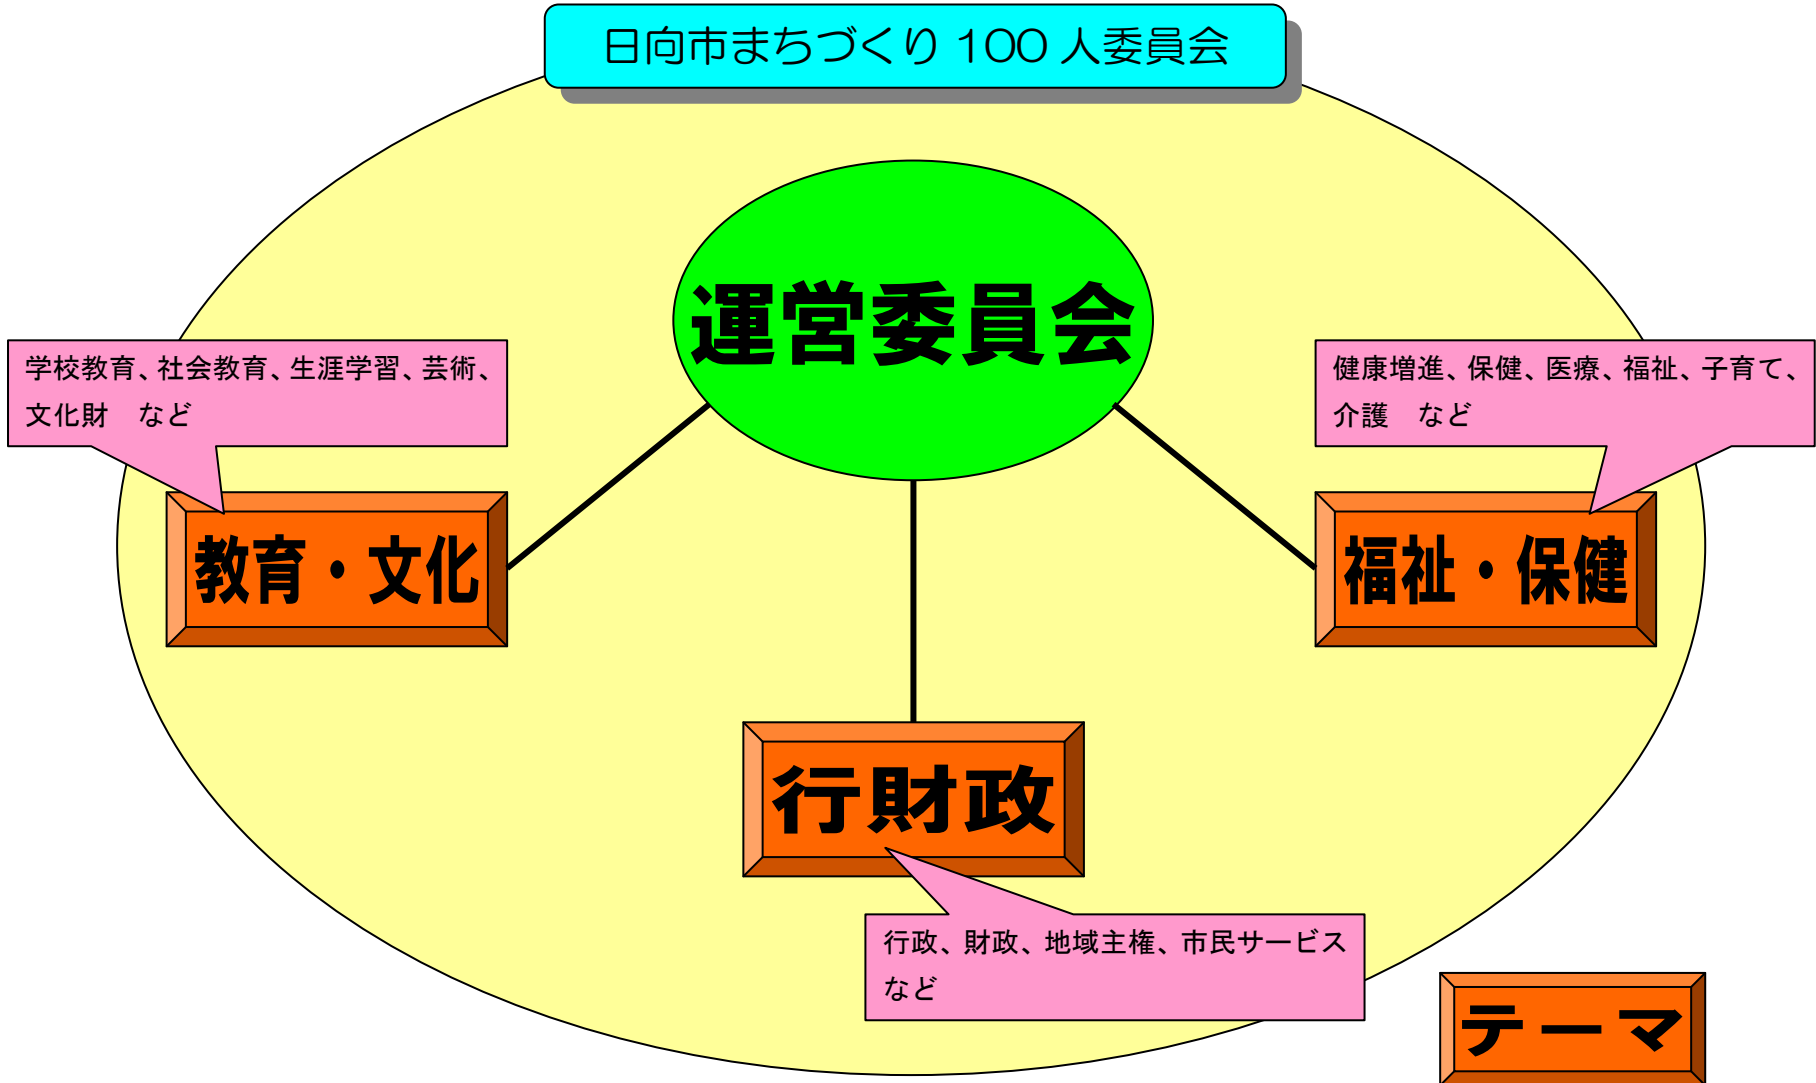 日向市まちづくり100人委員会
運営委員会
学校教育、社会教育、生涯学習、芸術、
文化財　など
健康増進、保健、医療、福祉、子育て、
介護　など
教育・文化
福祉・保健
行財政
行政、財政、地域主権、市民サービス
など
テーマ